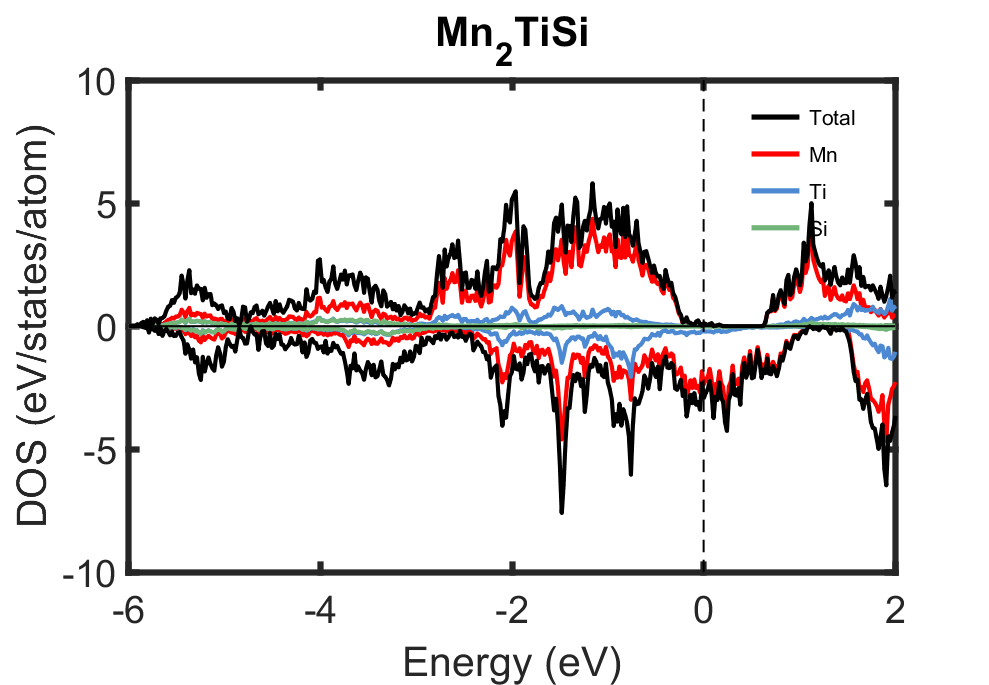 Mn2TiSi
10
5
0
-5
-10
DOS (eV/states/atom)
Total
Mn
Ti
Si
-6 -4 -2 0 2
Energy (eV)